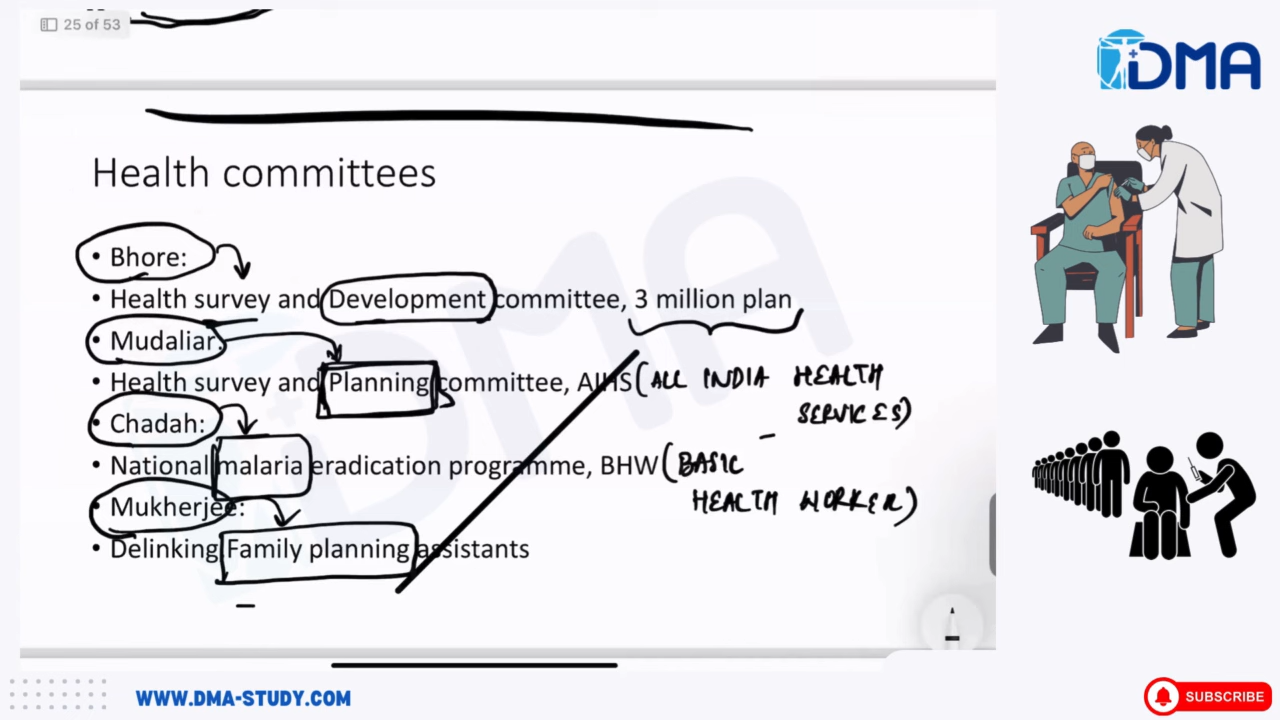 25 of 53
DMA
Health committees
• Bhore:
• Health survey and Development committee, 3 million plan
• Mudaliar:
• Health survey and Planning committee, AIHS (ALL INDIA HEALTH
SERVICES)
• Chadah:
• National malaria eradication programme, BHW (BASIC
HEALTH WORKER)
• Mukherjee:
• Delinking Family planning assistants
DMA
WWW.DMA-STUDY.COM
SUBSCRIBE